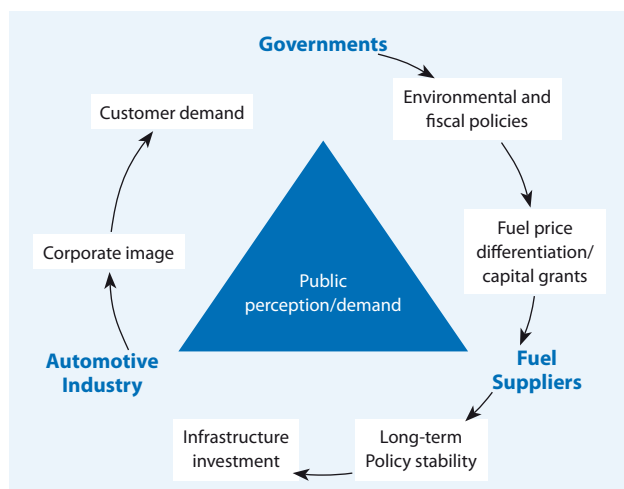 Governments
Environmental and
fiscal policies
Fuel price
differentiation/
capital grants
Fuel
Suppliers
Long-term
Policy stability
Infrastructure
investment
Automotive
Industry
Corporate image
Customer demand
Public
perception/demand